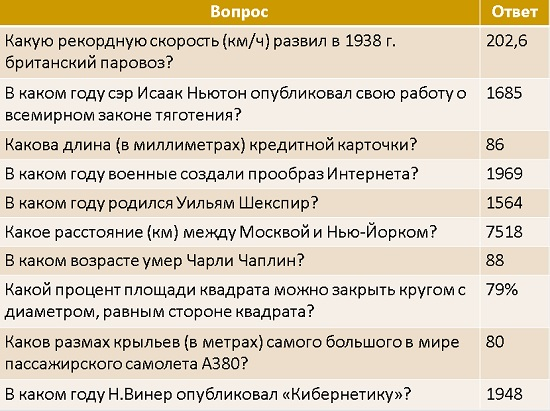 Вопрос Ответ
Какую рекордную скорость (км/ч) развил в 1938 г. 202,6
британский паровоз?
В каком году сэр Исаак Ньютон опубликовал свою работу о 1685
всемирном законе тяготения?
Какова длина (в миллиметрах) кредитной карточки? 86
В каком году военные создали прообраз Интернета? 1969
В каком году родился Уильям Шекспир? 1564
Какое расстояние (км) между Москвой и Нью-Йорком? 7518
В каком возрасте умер Чарли Чаплин? 88
Какой процент площади квадрата можно закрыть кругом с 79%
диаметром, равным стороне квадрата?
Каков размах крыльев (в метрах) самого большого в мире 80
пассажирского самолета А380?
В каком году Н.Винер опубликовал «Кибернетику»? 1948